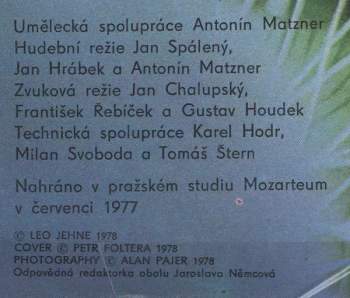 Umělecká spolupráce Antonín Matzner
Hudební režie Jan Spálený,
Jan Hrábek a Antonín Matzner
Zvuková režie Jan Chalupský,
František Řebíček a Gustav Houdek
Technická spolupráce Karel Hodr,
Milan Svoboda a Tomáš Štern
Nahráno v pražském studiu Mozarteum
v červenci 1977
© LEO JEHNE 1978
COVER © PETR FOLTERA 1978
PHOTOGRAPHY © ALAN PAJER 1978
Odpovědná redaktorka obalu Jaroslava Němcová